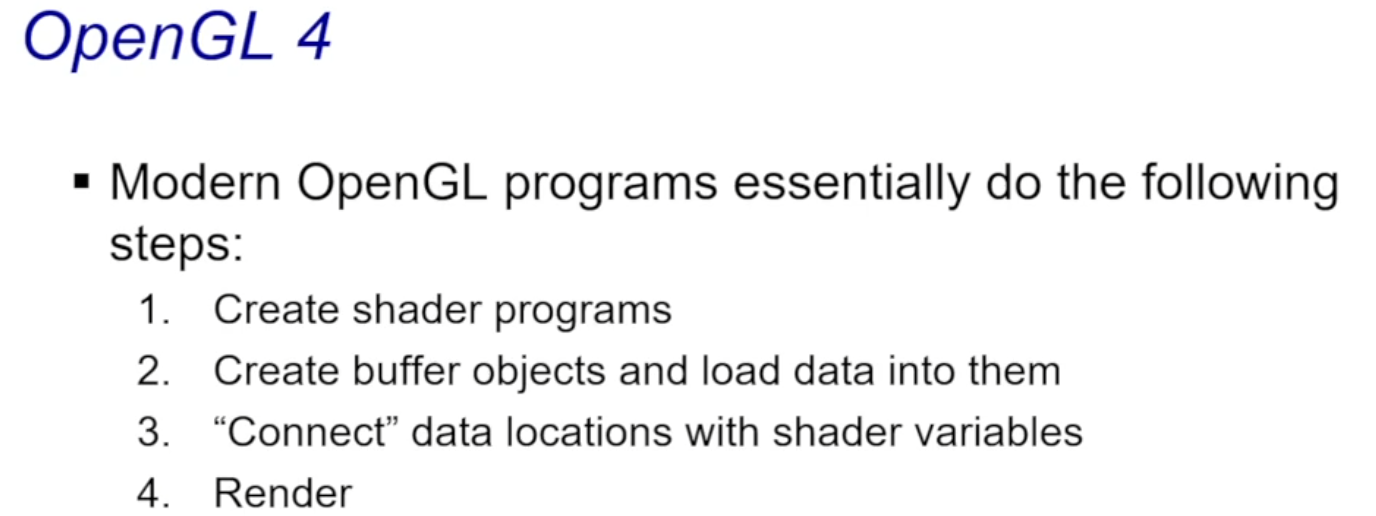 OpenGL 4
▪ Modern OpenGL programs essentially do the following
steps:
1. Create shader programs
2. Create buffer objects and load data into them
3. “Connect” data locations with shader variables
4. Render